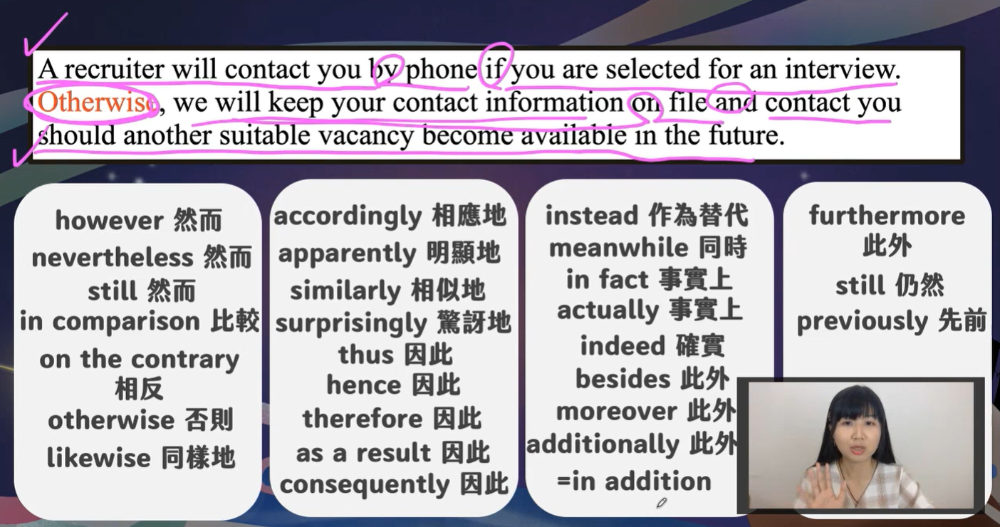 A recruiter will contact you by phone if you are selected for an interview.
Otherwise, we will keep your contact information on file and contact you
should another suitable vacancy become available in the future.
however 然而
nevertheless 然而
still 然而
in comparison 比較
on the contrary
相反
otherwise 否則
likewise 同樣地
accordingly 相應地
apparently 明顯地
similarly 相似地
surprisingly 驚訝地
thus 因此
hence 因此
therefore 因此
as a result 因此
consequently 因此
instead 作為替代
meanwhile 同時
in fact 事實上
actually 事實上
indeed 確實
besides 此外
moreover 此外
additionally 此外
=in addition
furthermore
此外
still 仍然
previously 先前